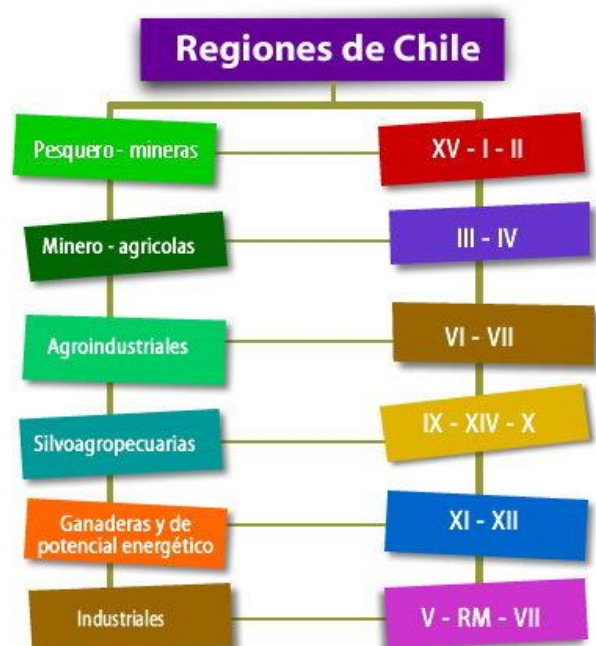 Regiones de Chile
Pesquero - mineras
XV - I - II
Minero - agricolas
III - IV
Agroindustriales
VI - VII
Silvoagropecuarias
IX - XIV - X
Ganaderas y de
potencial energético
XI - XII
Industriales
V - RM - VII